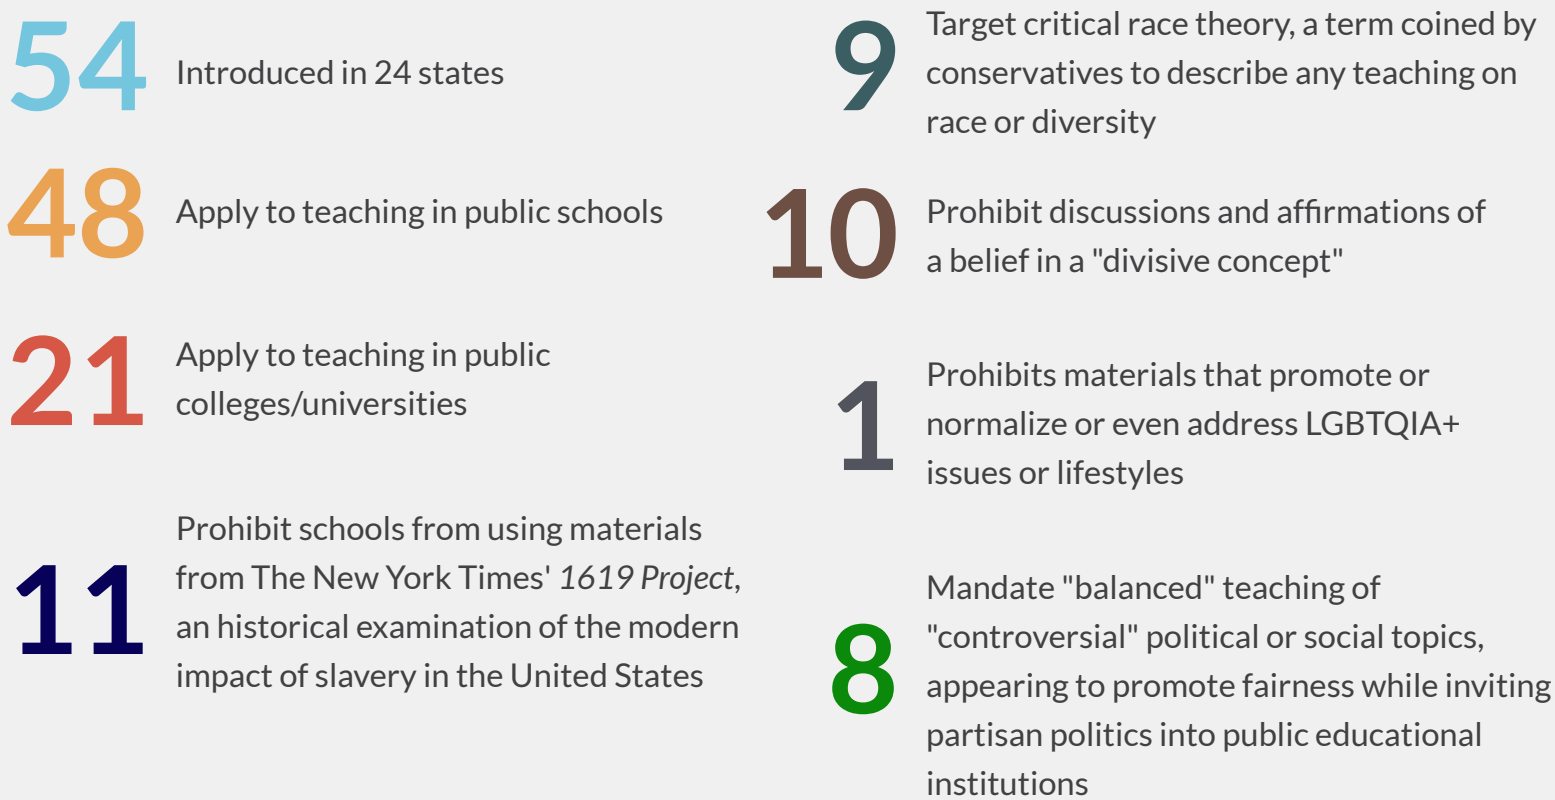 54
Introduced in 24 states
48
Apply to teaching in public schools
21
Apply to teaching in public
colleges/universities
11
Prohibit schools from using materials
from The New York Times' 1619 Project,
an historical examination of the modern
impact of slavery in the United States
9
Target critical race theory, a term coined by
conservatives to describe any teaching on
race or diversity
10
Prohibit discussions and affirmations of
a belief in a "divisive concept"
1
Prohibits materials that promote or
normalize or even address LGBTQIA+
issues or lifestyles
8
Mandate "balanced" teaching of
"controversial" political or social topics,
appearing to promote fairness while inviting
partisan politics into public educational
institutions